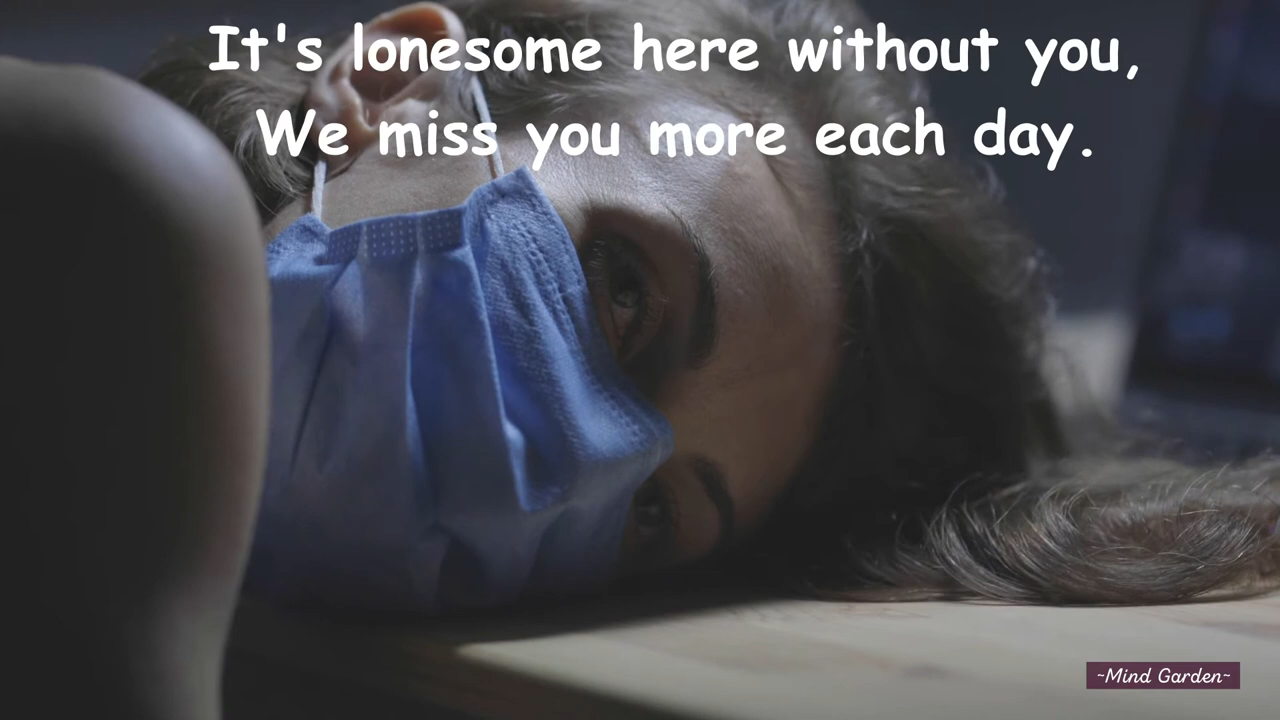 It's lonesome here without you,
We miss you more each day.
~Mind Garden~